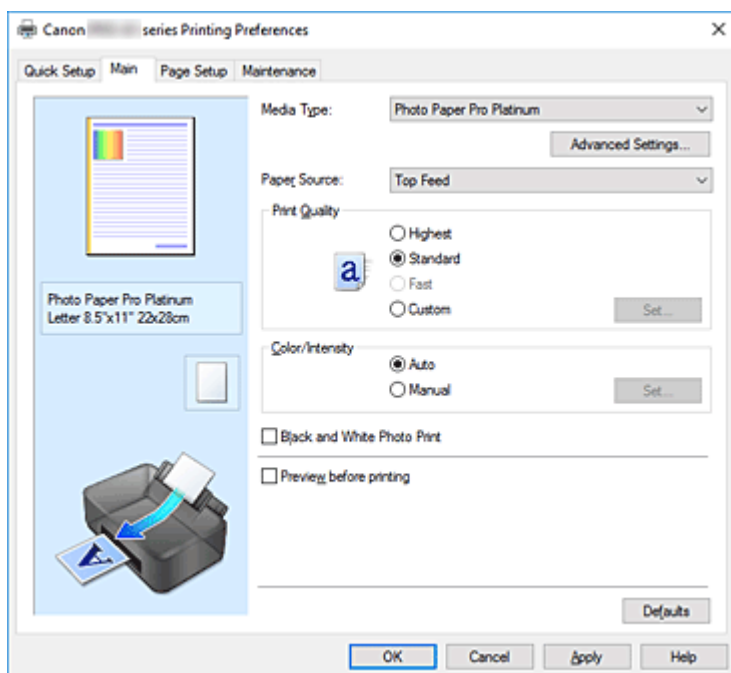 Canon series Printing Preferences
Quick Setup Main Page Setup Maintenance
Media Type: Photo Paper Pro Platinum
Advanced Settings...
Paper Source: Top Feed
Print Quality
Highest
a Standard
Fast
Custom Set...
Photo Paper Pro Platinum
Letter 8.5"x11" 22x28cm
Color/Intensity
Auto
Manual Set...
Black and White Photo Print
Preview before printing
A
Defaults
OK Cancel Apply Help